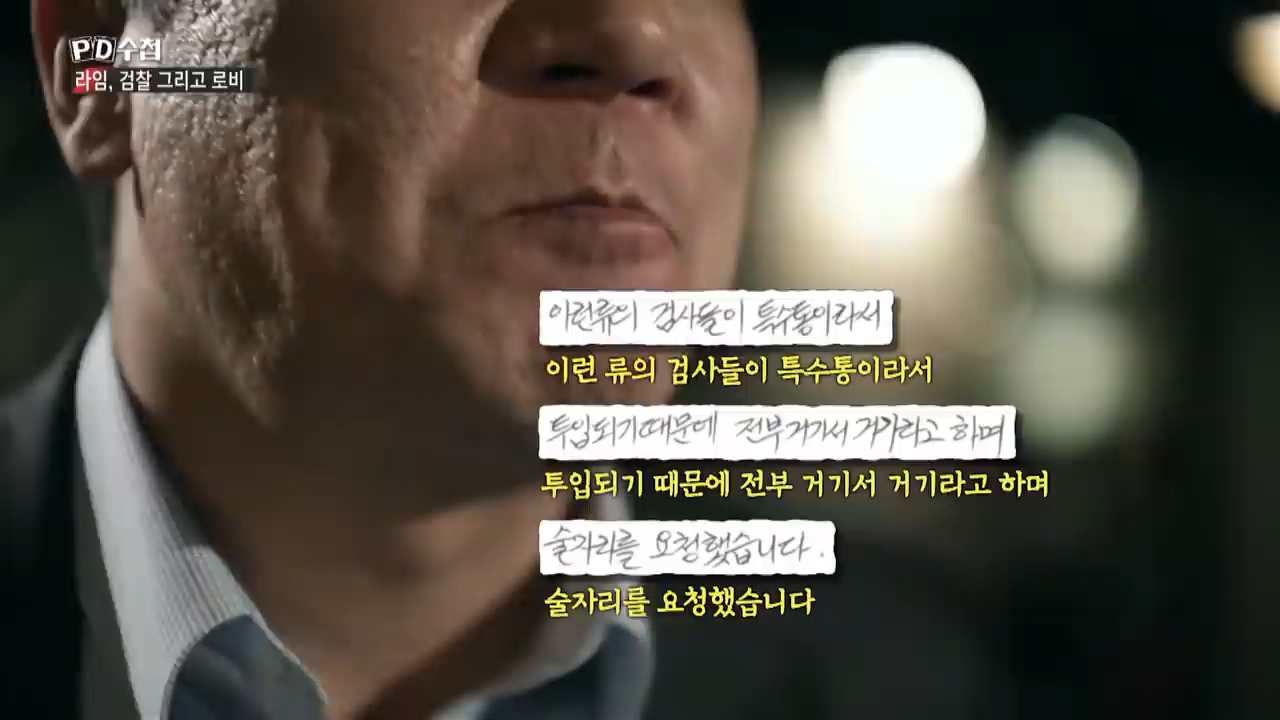 PD수첩
라임, 검찰 그리고 로비
이런류의 검사들이 특수통이라서
이런 류의 검사들이 특수통이라서
투입되기때문에 전부거기서 거기라고 하며
투입되기 때문에 전부 거기서 거기라고 하며
술자리를 요청했습니다.
술자리를 요청했습니다